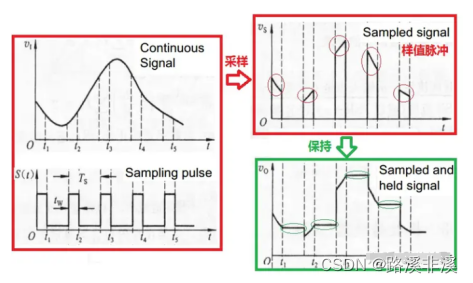 v_I
Continuous
Signal
O t_1 t_2 t_3 t_4 t_5 t
S(t)
T_S
Sampling pulse
t_W
O t_1 t_2 t_3 t_4 t_5 t
采样
v_S
Sampled signal
样值脉冲
O t
保持
v_O
Sampled and
held signal
O t_1 t_2 t
CSDN @路溪非溪